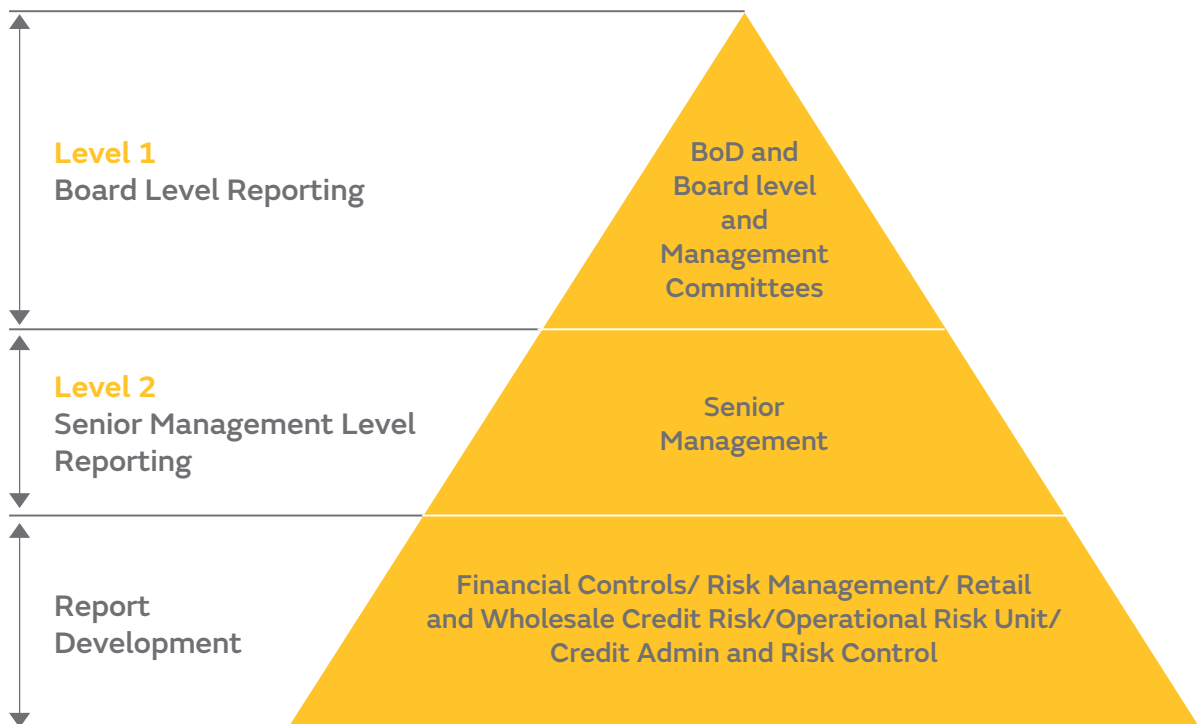 Level 1
Board Level Reporting
BoD and
Board level
and
Management
Committees
Level 2
Senior Management Level
Reporting
Senior
Management
Report
Development
Financial Controls/ Risk Management/ Retail
and Wholesale Credit Risk/Operational Risk Unit/
Credit Admin and Risk Control